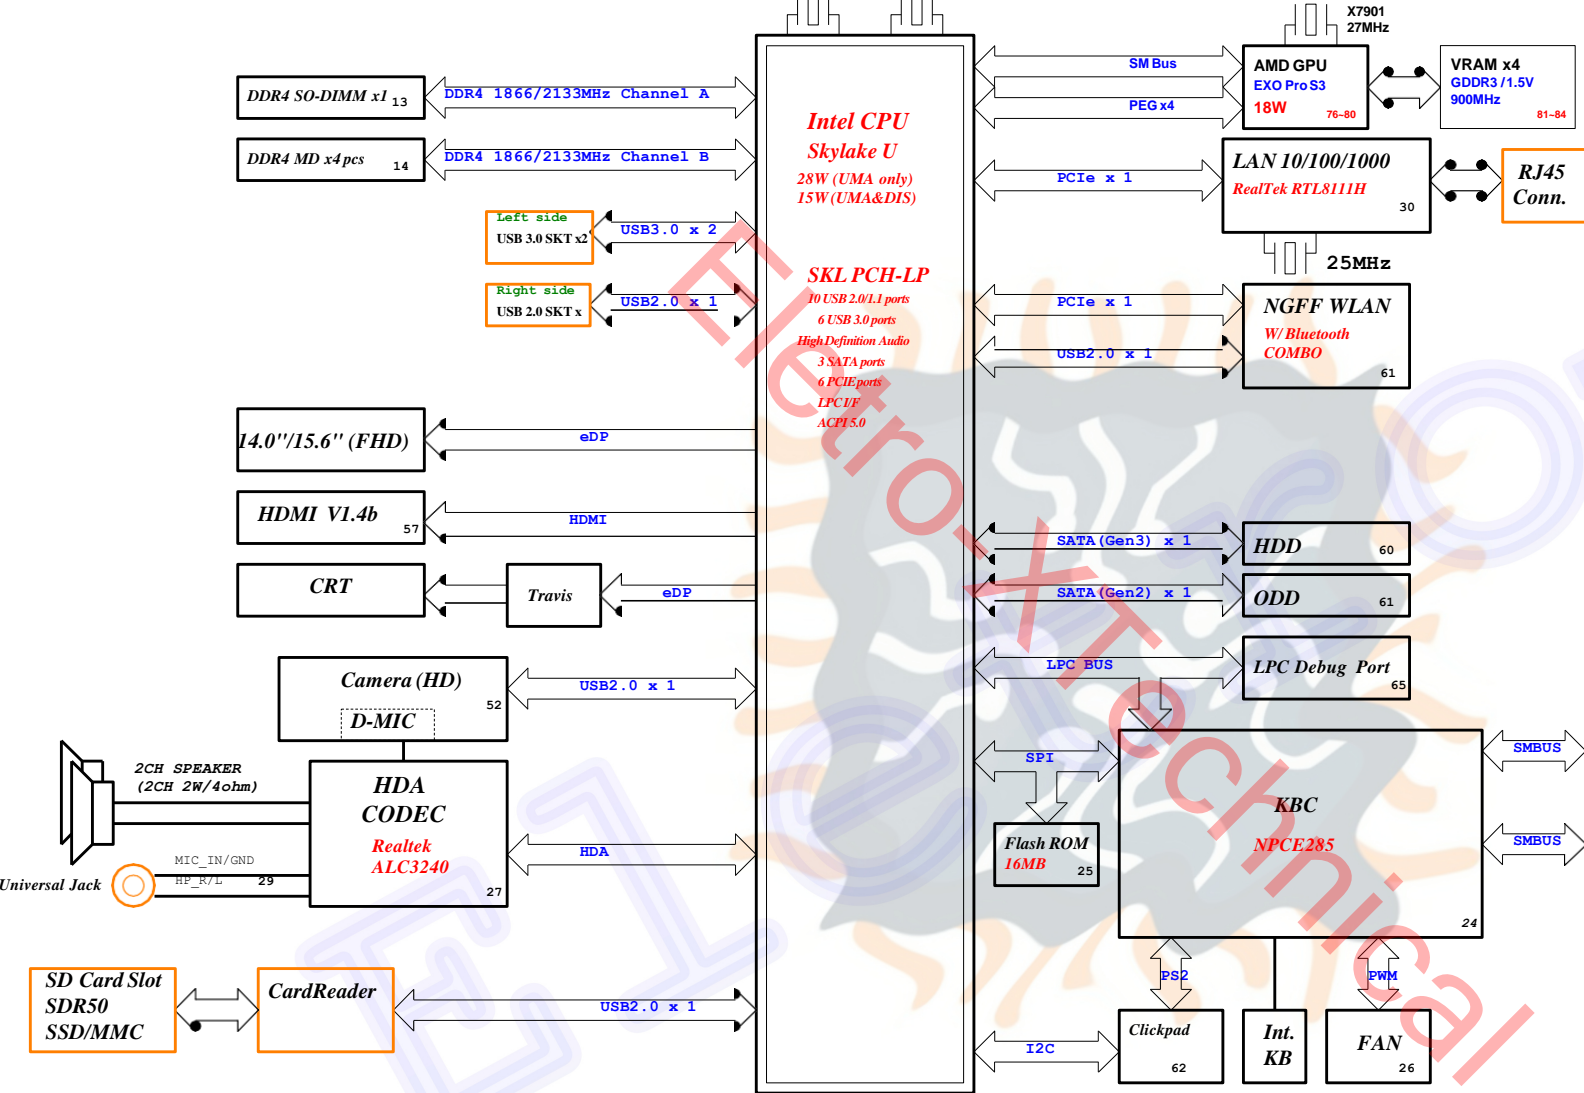 X7901
27MHz
DDR4 SO-DIMM x1 13
DDR4 1866/2133MHz Channel A
DDR4 MD x4 pcs 14
DDR4 1866/2133MHz Channel B
Left side
USB 3.0 SKT x2
USB3.0 x 2
Right side
USB 2.0 SKT x
USB2.0 x 1
14.0"/15.6" (FHD)
eDP
HDMI V1.4b
57
HDMI
CRT
Travis
eDP
Camera (HD)
52
D-MIC
USB2.0 x 1
2CH SPEAKER
(2CH 2W/4ohm)
HDA
CODEC
Realtek
ALC3240
27
HDA
MIC_IN/GND
HP_R/L
29
Universal Jack
SD Card Slot
SDR50
SSD/MMC
CardReader
USB2.0 x 1
Intel CPU
Skylake U
28W (UMA only)
15W (UMA&DIS)
SKL PCH-LP
10 USB 2.0/1.1 ports
6 USB 3.0 ports
High Definition Audio
3 SATA ports
6 PCIE ports
LPC I/F
ACPI 5.0
SM Bus
PEG x4
AMD GPU
EXO Pro S3
18W
76~80
VRAM x4
GDDR3 /1.5V
900MHz
81~84
PCIe x 1
LAN 10/100/1000
RealTek RTL8111H
30
RJ45
Conn.
25MHz
PCIe x 1
USB2.0 x 1
NGFF WLAN
W/ Bluetooth
COMBO
61
SATA(Gen3) x 1
HDD
60
SATA(Gen2) x 1
ODD
61
LPC BUS
LPC Debug Port
65
SPI
Flash ROM
16MB
25
KBC
NPCE285
24
SMBUS
SMBUS
PS2
PWM
I2C
Clickpad
62
Int.
KB
FAN
26
Eletro-XTechnical